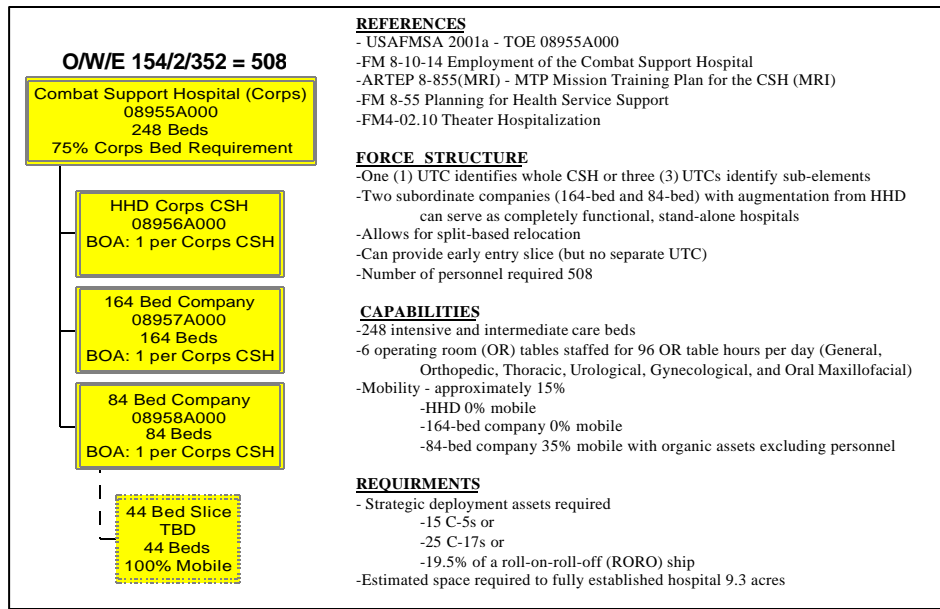 O/W/E 154/2/352 = 508
Combat Support Hospital (Corps)
08955A000
248 Beds
75% Corps Bed Requirement
HHD Corps CSH
08956A000
BOA: 1 per Corps CSH
164 Bed Company
08957A000
164 Beds
BOA: 1 per Corps CSH
84 Bed Company
08958A000
84 Beds
BOA: 1 per Corps CSH
44 Bed Slice
TBD
44 Beds
100% Mobile
REFERENCES
- USAFMSA 2001a - TOE 08955A000
-FM 8-10-14 Employment of the Combat Support Hospital
-ARTEP 8-855(MRI) - MTP Mission Training Plan for the CSH (MRI)
-FM 8-55 Planning for Health Service Support
-FM4-02.10 Theater Hospitalization
FORCE STRUCTURE
-One (1) UTC identifies whole CSH or three (3) UTCs identify sub-elements
-Two subordinate companies (164-bed and 84-bed) with augmentation from HHD
can serve as completely functional, stand-alone hospitals
-Allows for split-based relocation
-Can provide early entry slice (but no separate UTC)
-Number of personnel required 508
CAPABILITIES
-248 intensive and intermediate care beds
-6 operating room (OR) tables staffed for 96 OR table hours per day (General,
Orthopedic, Thoracic, Urological, Gynecological, and Oral Maxillofacial)
-Mobility - approximately 15%
-HHD 0% mobile
-164-bed company 0% mobile
-84-bed company 35% mobile with organic assets excluding personnel
REQUIRMENTS
- Strategic deployment assets required
-15 C-5s or
-25 C-17s or
-19.5% of a roll-on-roll-off (RORO) ship
-Estimated space required to fully established hospital 9.3 acres